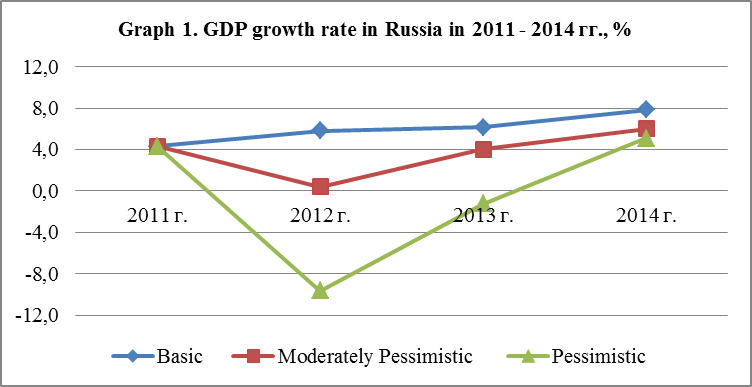 Graph 1. GDP growth rate in Russia in 2011 - 2014 гг., %
12,0
8,0
4,0
0,0
-4,0
-8,0
-12,0
2011 г. 2012 г. 2013 г. 2014 г.
Basic Moderately Pessimistic Pessimistic